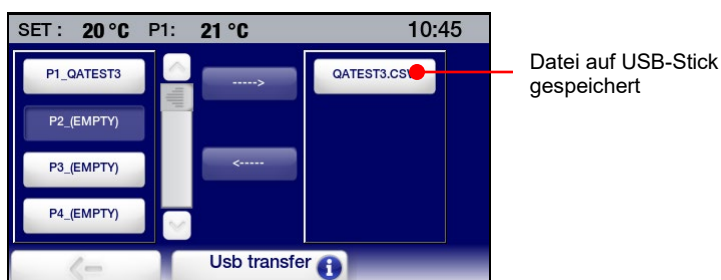 SET : 20 °C P1: 21 °C 10:45
P1_QATEST3
P2_(EMPTY)
P3_(EMPTY)
P4_(EMPTY)
----->
<-----
QATEST3.CSV
Datei auf USB-Stick
gespeichert
Usb transfer